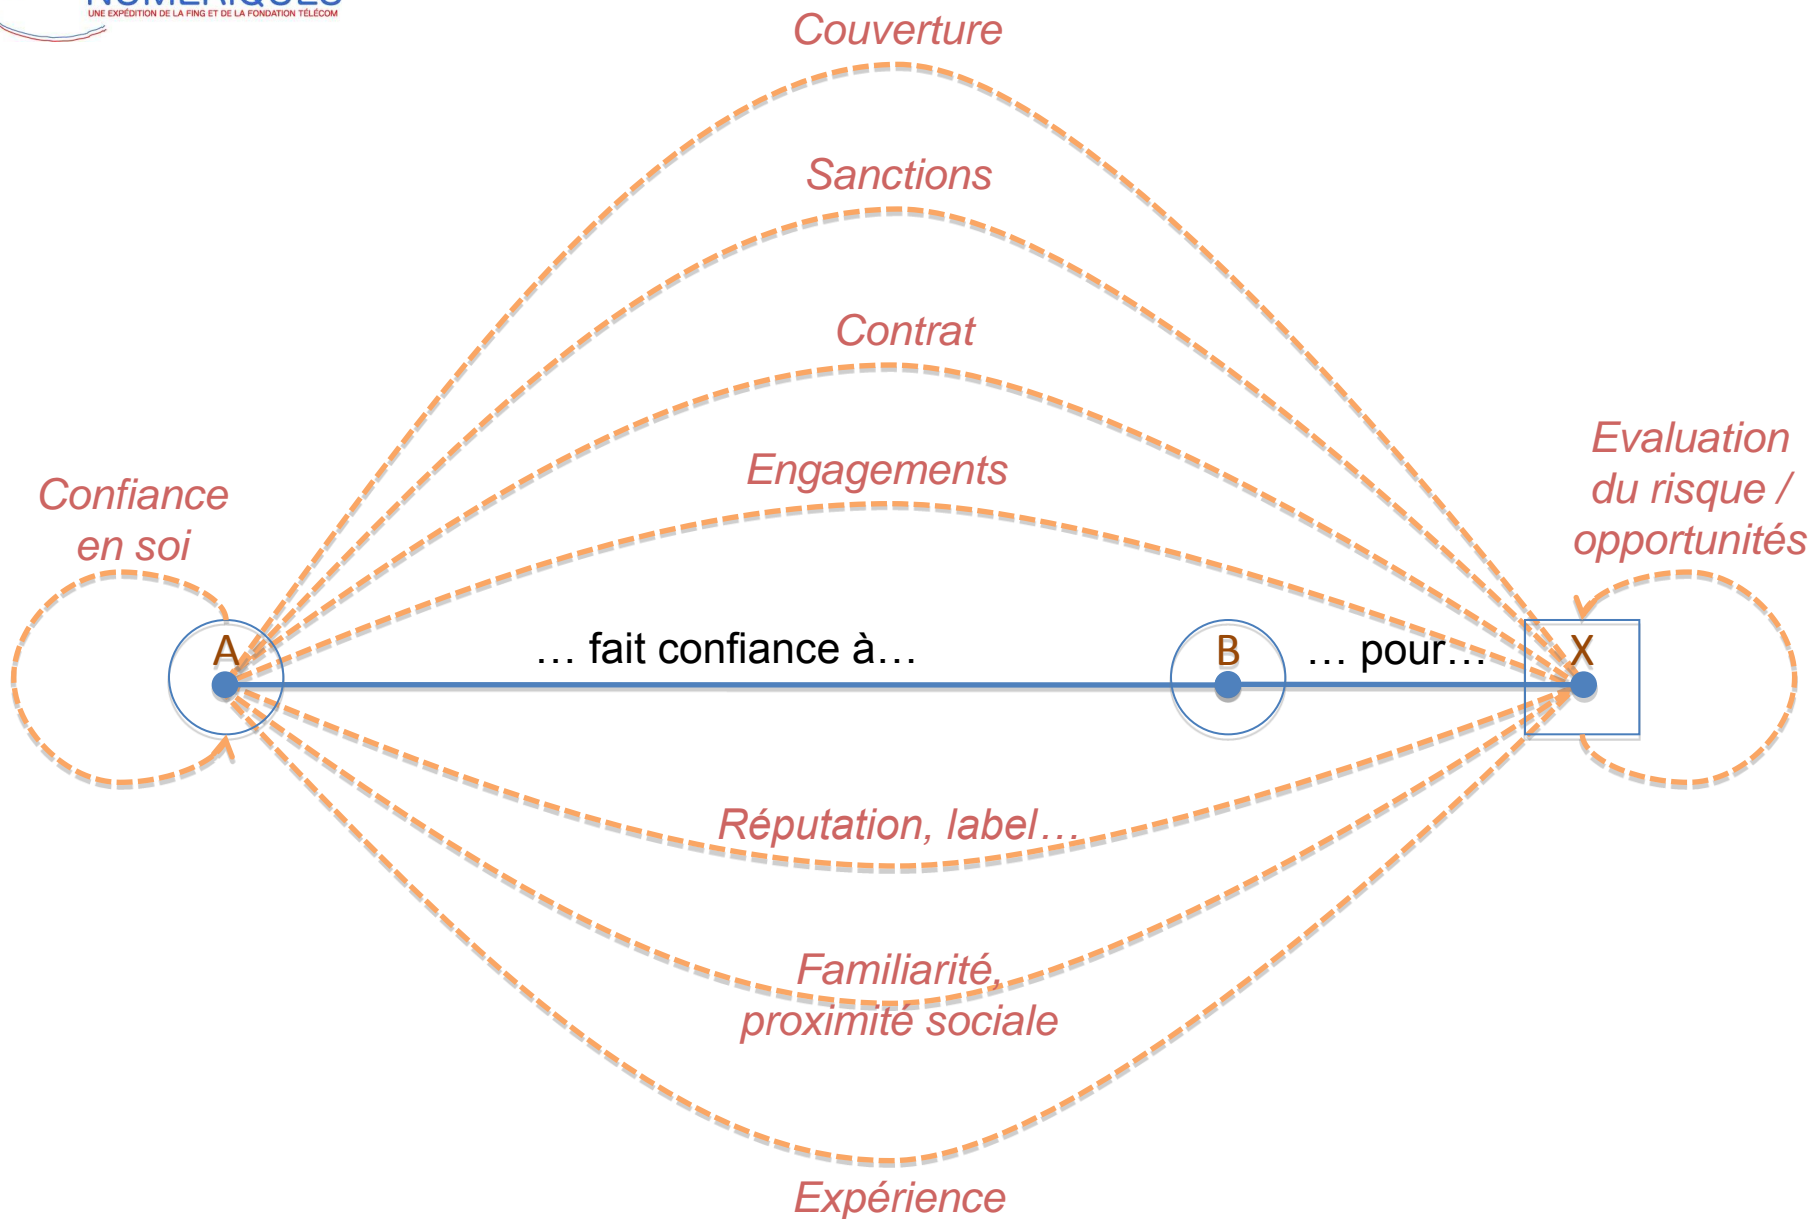 NUMÉRIQUES
UNE EXPÉDITION DE LA FING ET DE LA FONDATION TÉLÉCOM
Couverture
Sanctions
Contrat
Engagements
Evaluation
du risque /
opportunités
Confiance
en soi
A
… fait confiance à…
B
… pour…
X
Réputation, label…
Familiarité,
proximité sociale
Expérience